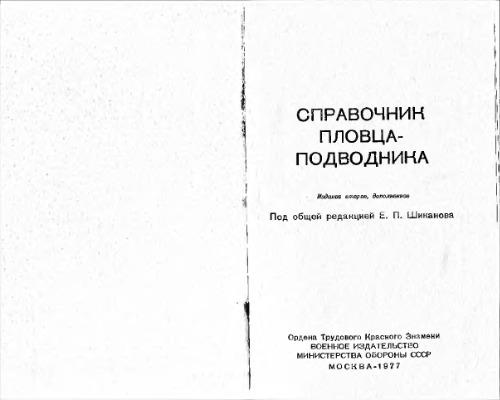 СПРАВОЧНИК
ПЛОВЦА-
ПОДВОДНИКА
Издание второе, дополненное
Под общей редакцией Е. П. Шиканова
Ордена Трудового Красного Знамени
ВОЕННОЕ ИЗДАТЕЛЬСТВО
МИНИСТЕРСТВА ОБОРОНЫ СССР
МОСКВА–1977